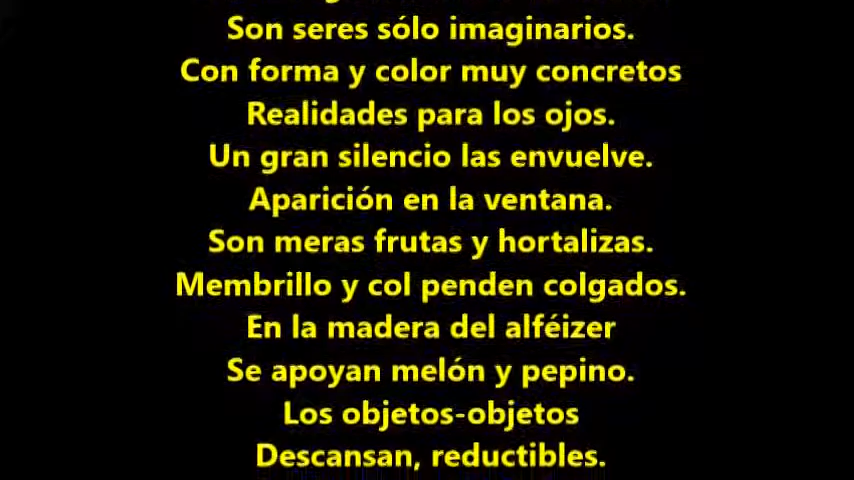 Son seres sólo imaginarios.
Con forma y color muy concretos
Realidades para los ojos.
Un gran silencio las envuelve.
Aparición en la ventana.
Son meras frutas y hortalizas.
Membrillo y col penden colgados.
En la madera del alféizer
Se apoyan melón y pepino.
Los objetos-objetos
Descansan, reductibles.